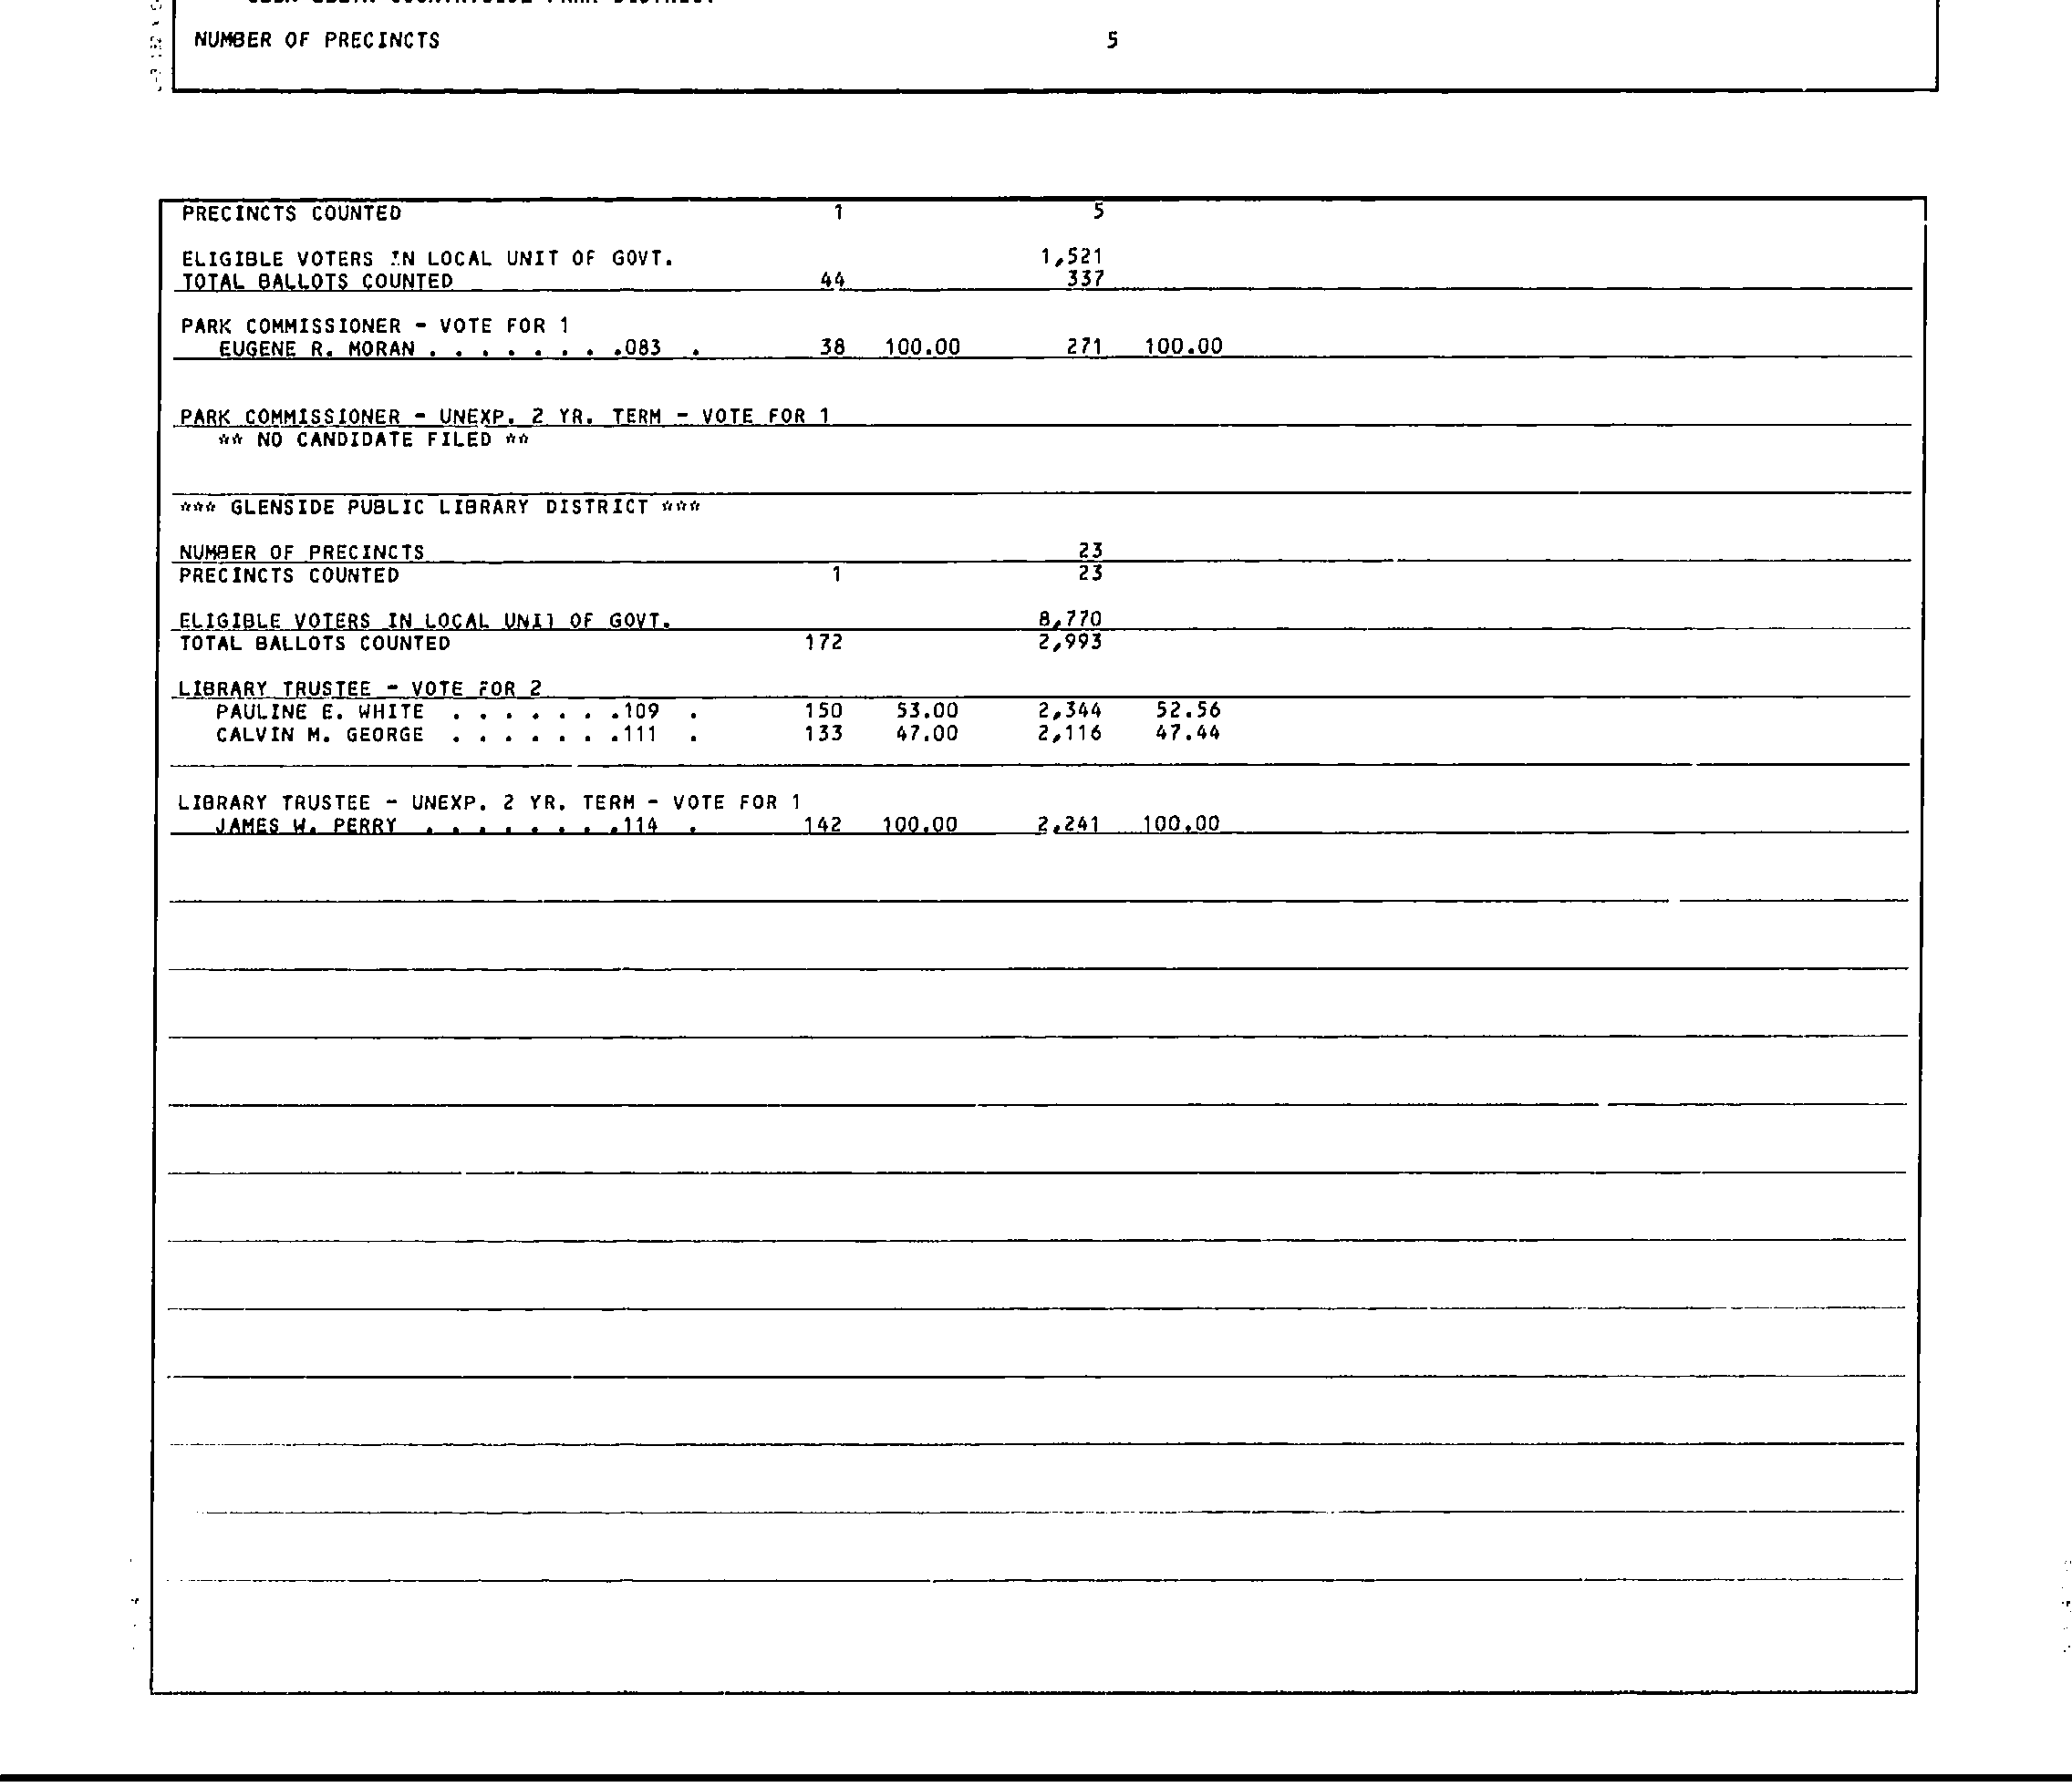 PARK DISTRICT
NUMBER OF PRECINCTS 5
PRECINCTS COUNTED 1 5
ELIGIBLE VOTERS IN LOCAL UNIT OF GOVT. 1,521
TOTAL BALLOTS COUNTED 44 337
PARK COMMISSIONER - VOTE FOR 1
EUGENE R. MORAN . . . . . . . .083 . 38 100.00 271 100.00
PARK COMMISSIONER - UNEXP. 2 YR. TERM - VOTE FOR 1
** NO CANDIDATE FILED **
*** GLENSIDE PUBLIC LIBRARY DISTRICT ***
NUMBER OF PRECINCTS 23
PRECINCTS COUNTED 1 23
ELIGIBLE VOTERS IN LOCAL UNIT OF GOVT. 8,770
TOTAL BALLOTS COUNTED 172 2,993
LIBRARY TRUSTEE - VOTE FOR 2
PAULINE E. WHITE . . . . . . .109 . 150 53.00 2,344 52.56
CALVIN M. GEORGE . . . . . . .111 . 133 47.00 2,116 47.44
LIBRARY TRUSTEE - UNEXP. 2 YR. TERM - VOTE FOR 1
JAMES W. PERRY . . . . . . . .114 . 142 100.00 2,241 100.00